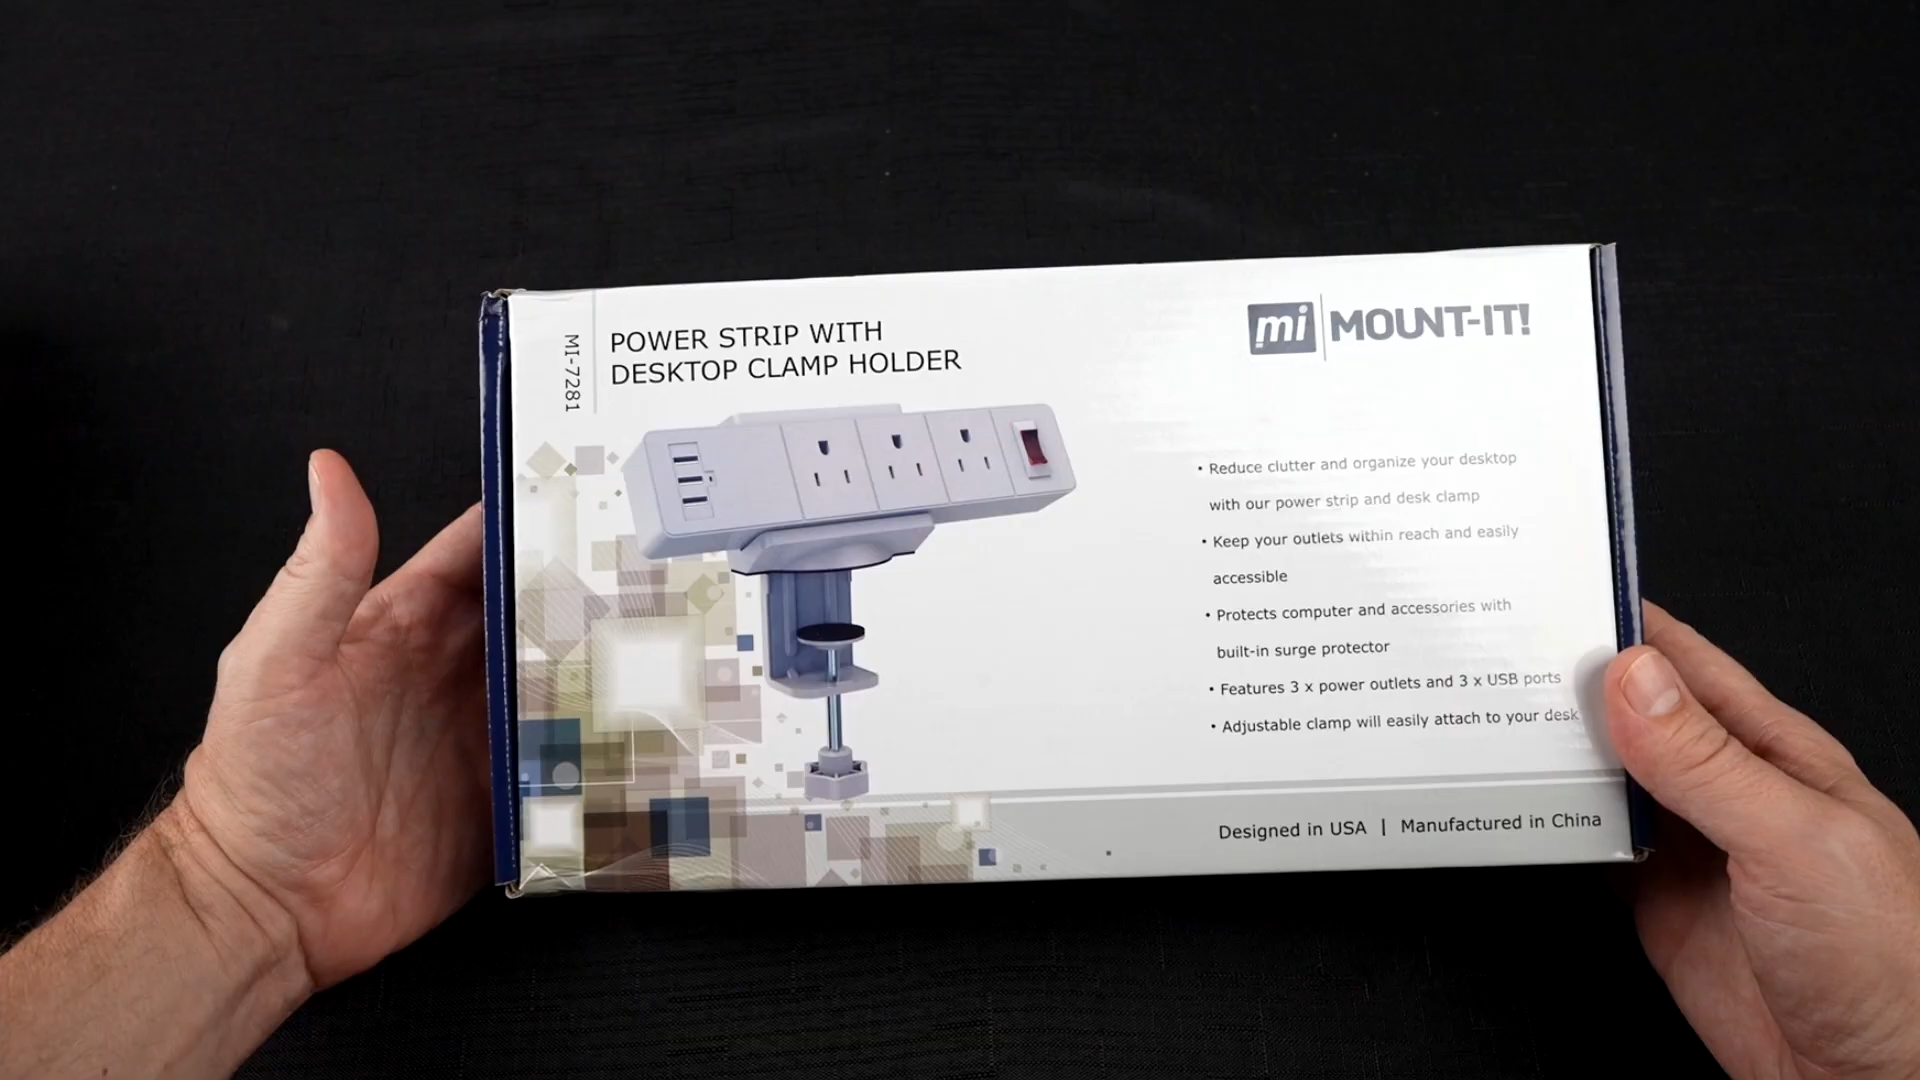 MI-7281
POWER STRIP WITH
DESKTOP CLAMP HOLDER
mi MOUNT-IT!
• Reduce clutter and organize your desktop
with our power strip and desk clamp
• Keep your outlets within reach and easily
accessible
• Protects computer and accessories with
built-in surge protector
• Features 3 x power outlets and 3 x USB ports
• Adjustable clamp will easily attach to your desk
Designed in USA | Manufactured in China